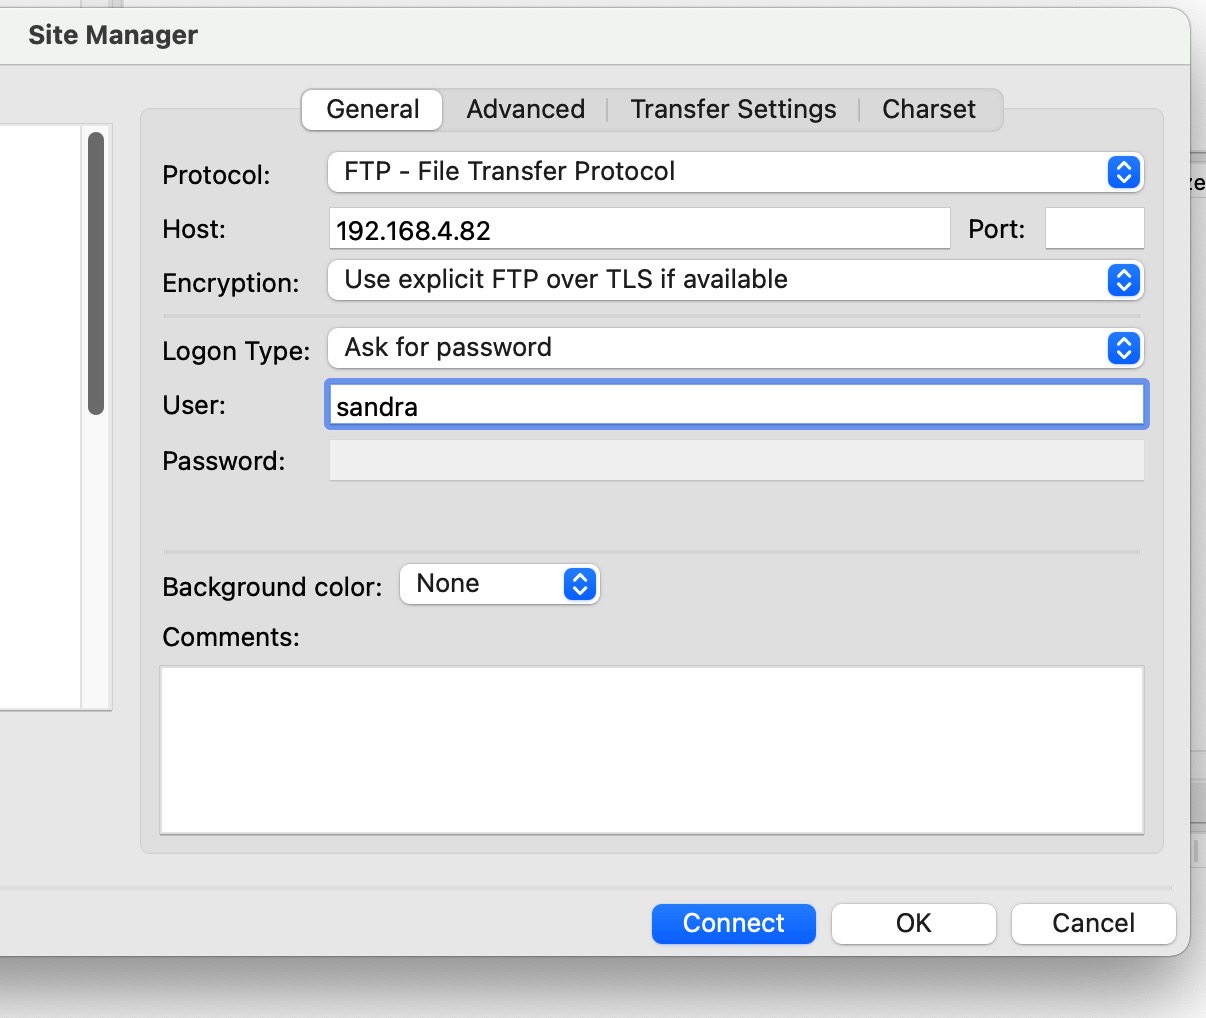 Site Manager
General Advanced Transfer Settings Charset
Protocol: FTP - File Transfer Protocol
Host: 192.168.4.82 Port:
Encryption: Use explicit FTP over TLS if available
Logon Type: Ask for password
User: sandra
Password:
Background color: None
Comments:
Connect OK Cancel